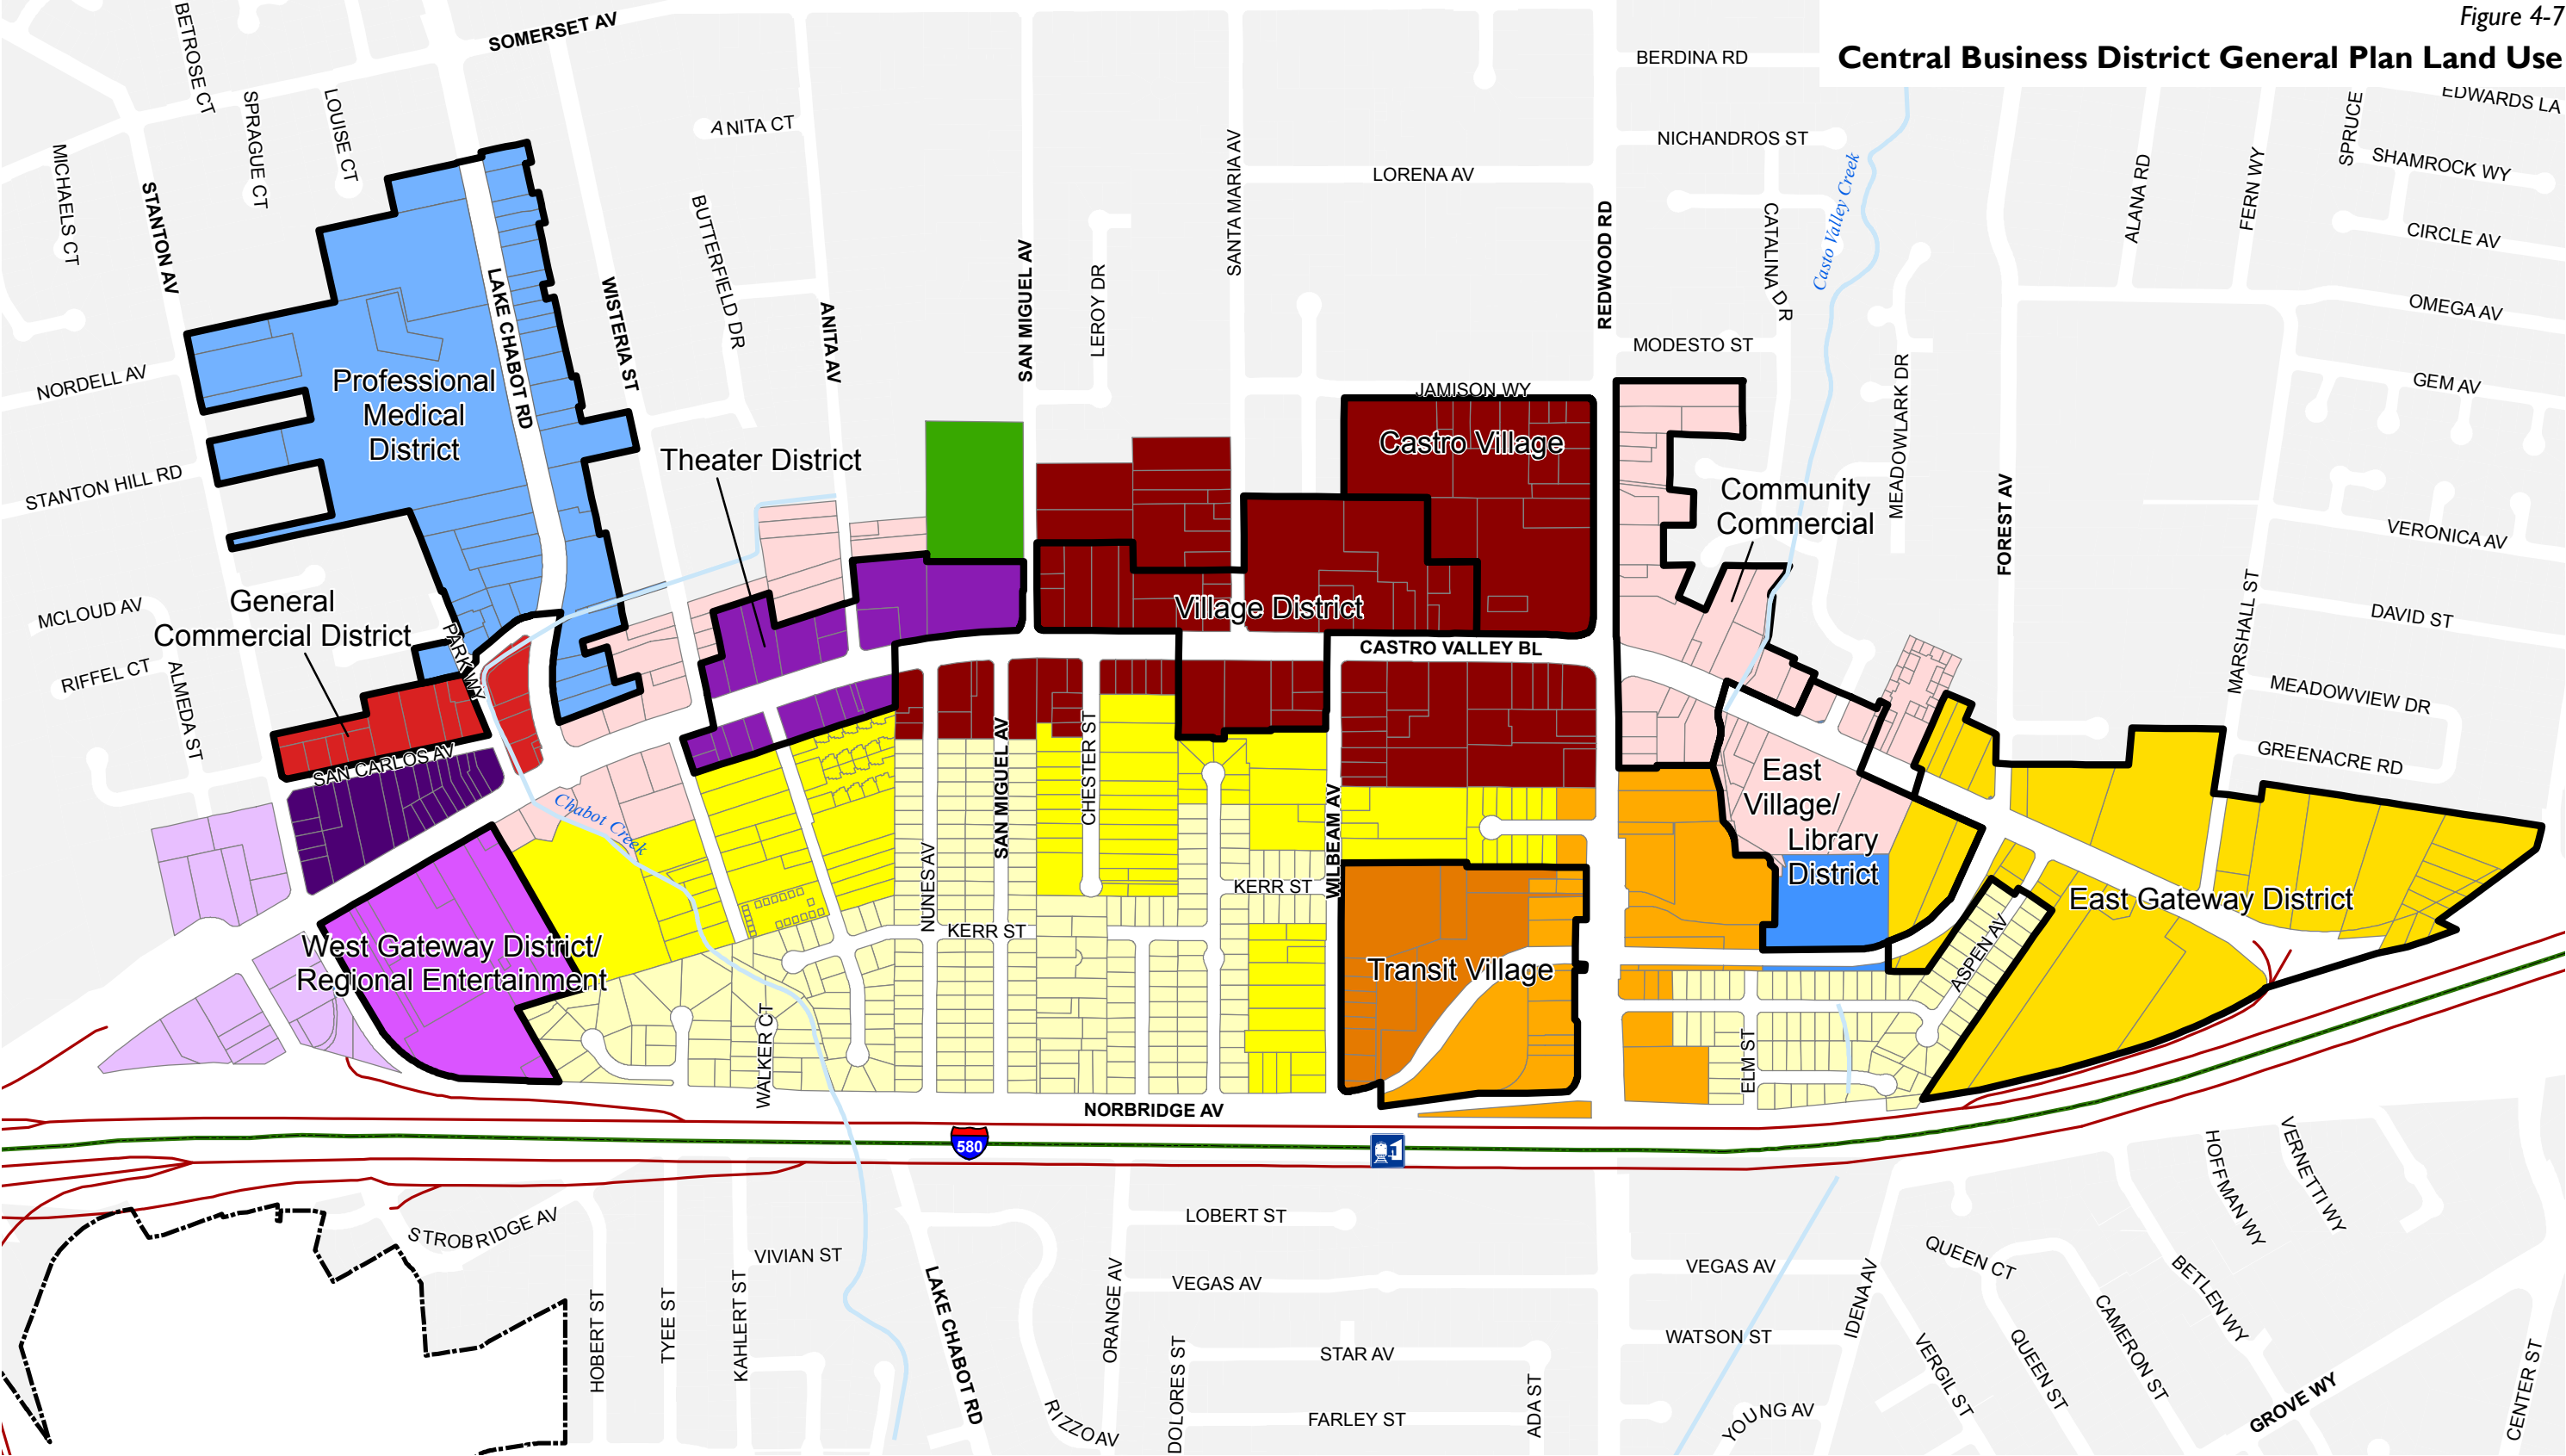 Figure 4-7
Central Business District General Plan Land Use
BETROSE CT
SOMERSET AV
BERDINA RD
EDWARDS LA
SPRAGUE CT
LOUISE CT
ANITA CT
NICHANDROS ST
SPRUCE
MICHAELS CT
STANTON AV
SANTA MARIA AV
LORENA AV
Casto Valley Creek
SHAMROCK WY
ALANA RD
FERN WY
BUTTERFIELD DR
REDWOOD RD
CATALINA DR
CIRCLE AV
LAKE CHABOT RD
WISTERIA ST
ANITA AV
SAN MIGUEL AV
LEROY DR
OMEGA AV
MODESTO ST
MEADOWLARK DR
NORDELL AV
Professional
Medical
District
JAMISON WY
GEM AV
Castro Village
STANTON HILL RD
Theater District
Community
Commercial
FOREST AV
VERONICA AV
MCLOUD AV
General
Commercial District
PARK WY
Village District
CASTRO VALLEY BL
MARSHALL ST
DAVID ST
RIFFEL CT
ALMEDA ST
MEADOWVIEW DR
SAN CARLOS AV
SAN MIGUEL AV
CHESTER ST
GREENACRE RD
Chabot Creek
East
Village/
Library
District
NUNES AV
WILBEAM AV
KERR ST
KERR ST
East Gateway District
West Gateway District/
Regional Entertainment
Transit Village
ASPEN AV
WALKER CT
ELM ST
NORBRIDGE AV
580
HOFFMAN WY
VERNETTI WY
STROBRIDGE AV
LOBERT ST
VIVIAN ST
QUEEN CT
VEGAS AV
VEGAS AV
IDENA AV
BETLEN WY
HOBERT ST
TYEE ST
KAHLERT ST
LAKE CHABOT RD
ORANGE AV
CAMERON ST
DOLORES ST
STAR AV
WATSON ST
VERGIL ST
QUEEN ST
ADA ST
RIZZO AV
FARLEY ST
YOUNG AV
GROVE WY
CENTER ST